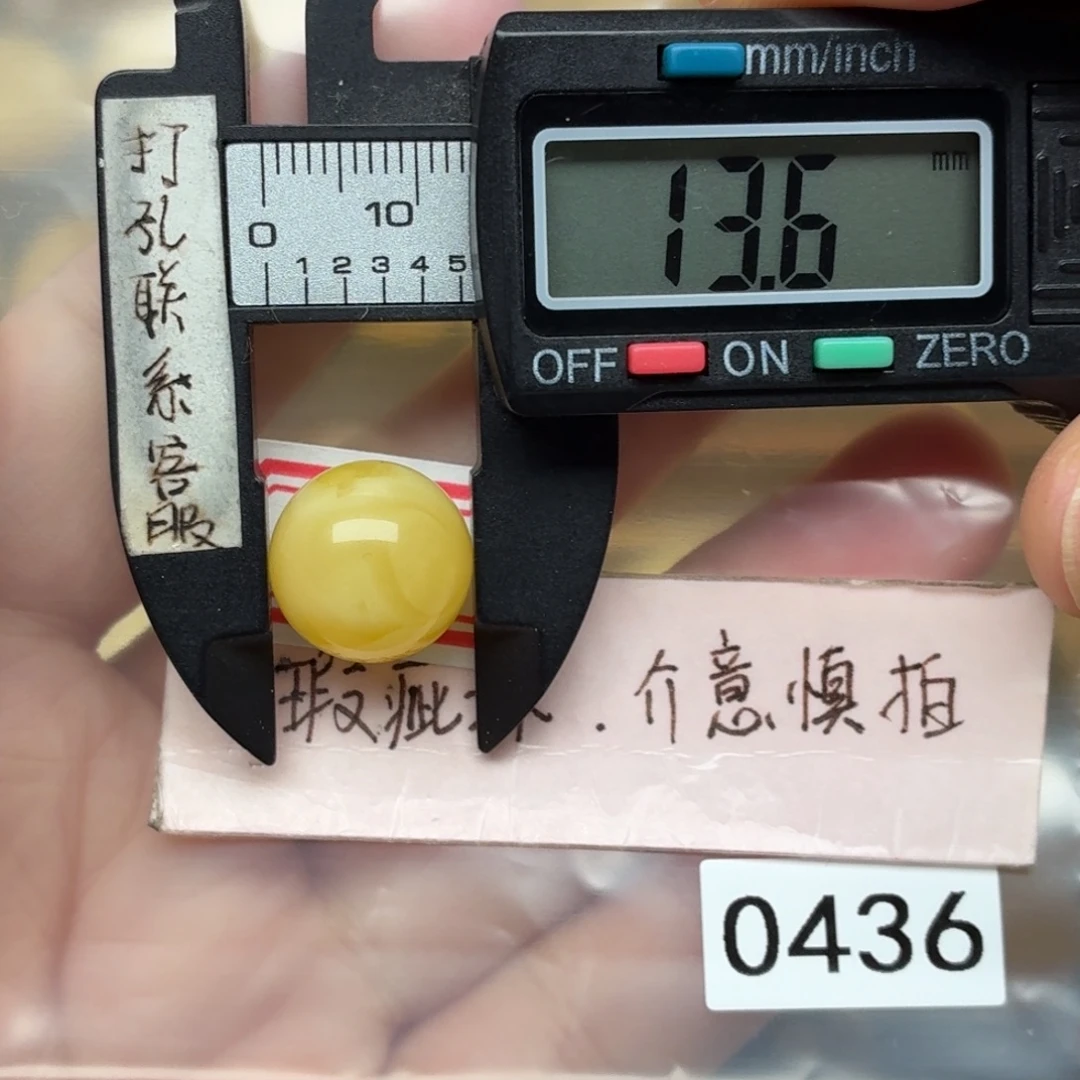 打孔联系客服
mm/inch
0 10
0 1 2 3 4 5
13.6 mm
OFF ON ZERO
瑕疵 . 介意慎拍
0436